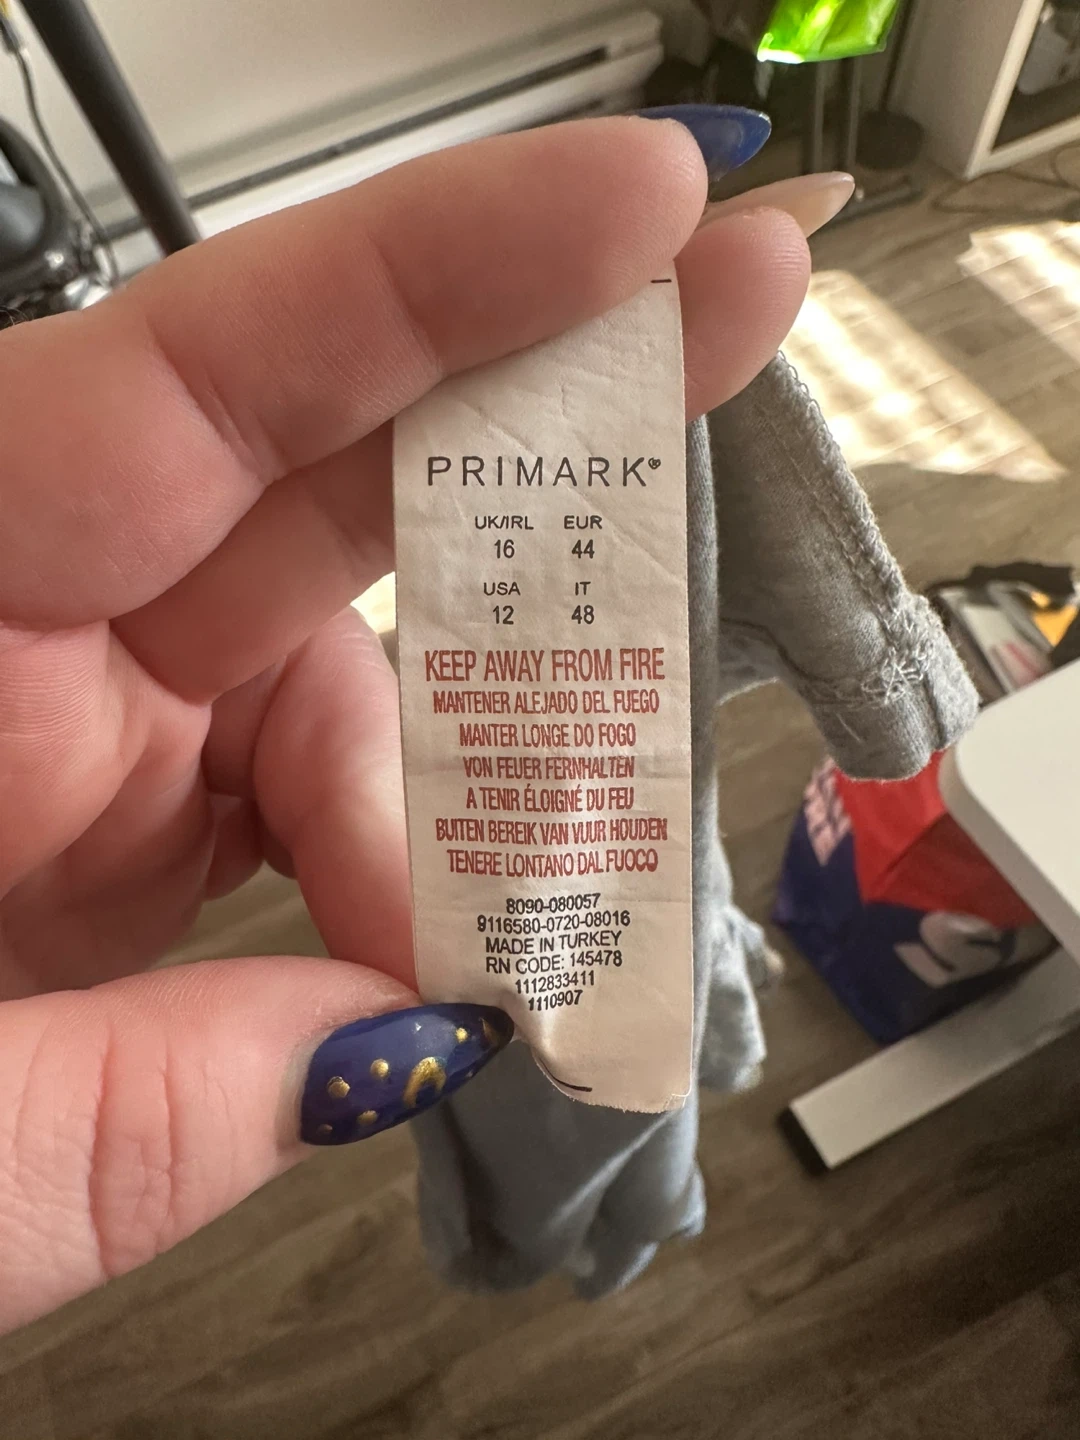 PRIMARK®
UK/IRL EUR
16 44
USA IT
12 48
KEEP AWAY FROM FIRE
MANTENER ALEJADO DEL FUEGO
MANTER LONGE DO FOGO
VON FEUER FERNHALTEN
A TENIR ÉLOIGNÉ DU FEU
BUITEN BEREIK VAN VUUR HOUDEN
TENERE LONTANO DAL FUOCO
8090-080057
9116580-0720-08016
MADE IN TURKEY
RN CODE: 145478
1112833411
1110907